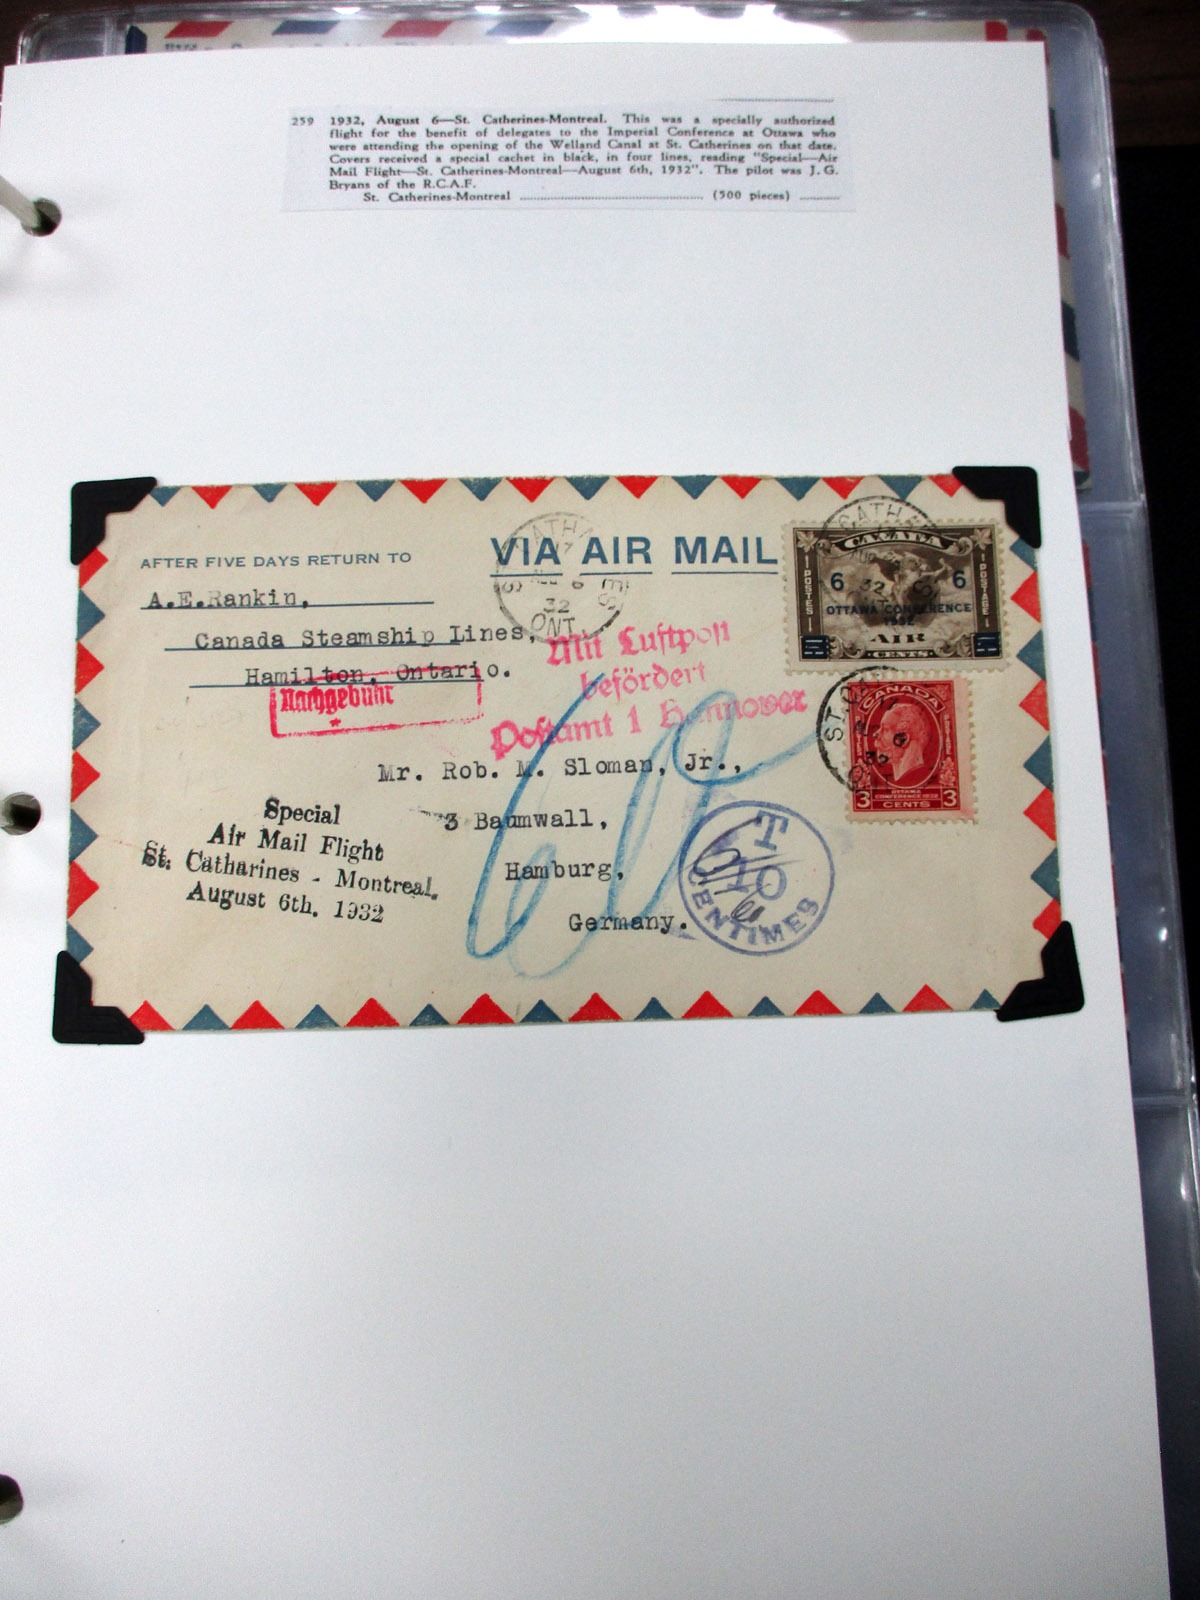 259 1932, August 6—St. Catherines-Montreal. This was a specially authorized
flight for the benefit of delegates to the Imperial Conference at Ottawa who
were attending the opening of the Welland Canal at St. Catherines on that date.
Covers received a special cachet in black, in four lines, reading "Special—Air
Mail Flight—St. Catherines-Montreal—August 6th, 1932". The pilot was J. G.
Bryans of the R.C.A.F.
St. Catherines-Montreal (500 pieces)
AFTER FIVE DAYS RETURN TO
A.E.Rankin,
Canada Steamship Lines,
Hamilton, Ontario.
VIA AIR MAIL
6
32
ONT.
CANADA
POSTES
POSTAGE
6 6
OTTAWA CONFERENCE
1932
AIR
CENTS
Mit Luftpost
befördert
Postamt 1 Hannover
Nachgebühr
CANADA
3 3
OTTAWA
CONFERENCE 1932
CENTS
Mr. Rob. M. Sloman, Jr.,
3 Baumwall,
Hamburg,
Germany.
Special
Air Mail Flight
St. Catharines - Montreal.
August 6th. 1932
60
T
CENTIMES